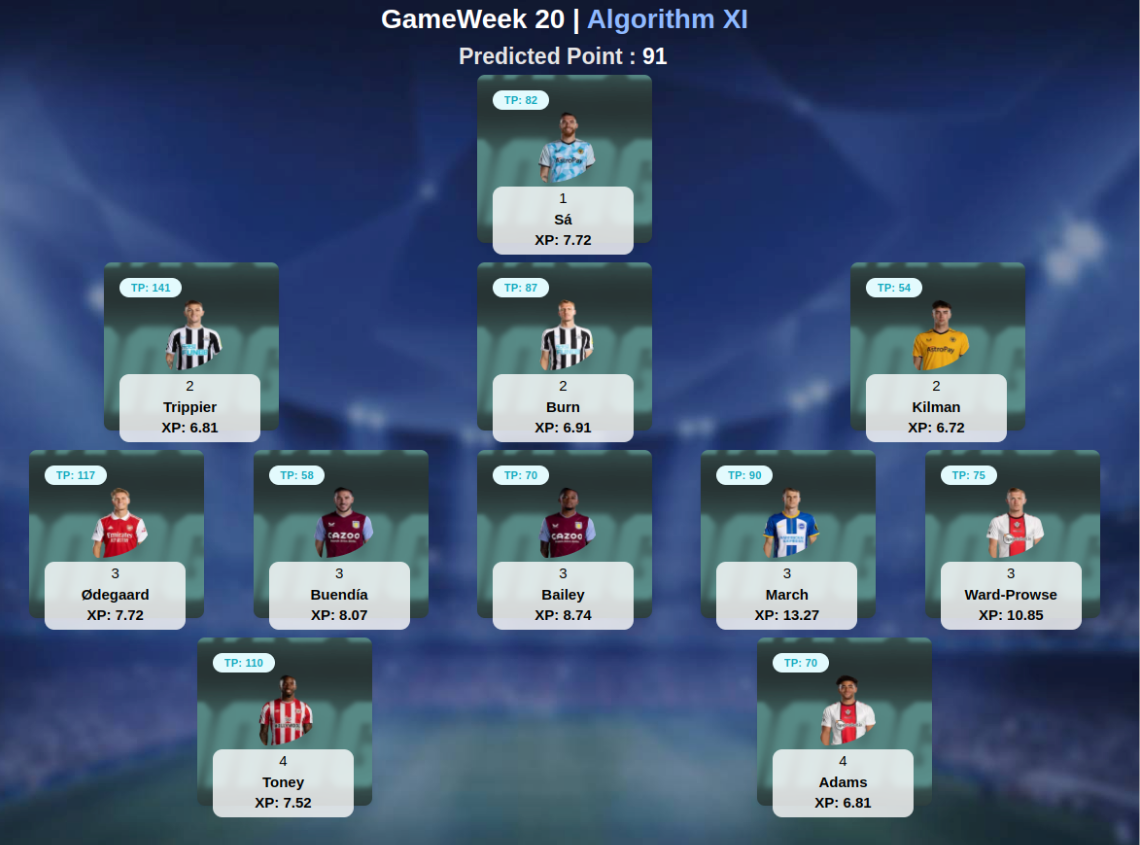 GameWeek 20 | Algorithm XI
Predicted Point : 91
TP: 82
1
Sá
XP: 7.72
TP: 141
2
Trippier
XP: 6.81
TP: 87
2
Burn
XP: 6.91
TP: 54
AstroPay
2
Kilman
XP: 6.72
TP: 117
3
Ødegaard
XP: 7.72
TP: 58
CAZOO
3
Buendía
XP: 8.07
TP: 70
CAZOO
3
Bailey
XP: 8.74
TP: 90
3
March
XP: 13.27
TP: 75
3
Ward-Prowse
XP: 10.85
TP: 110
4
Toney
XP: 7.52
TP: 70
4
Adams
XP: 6.81